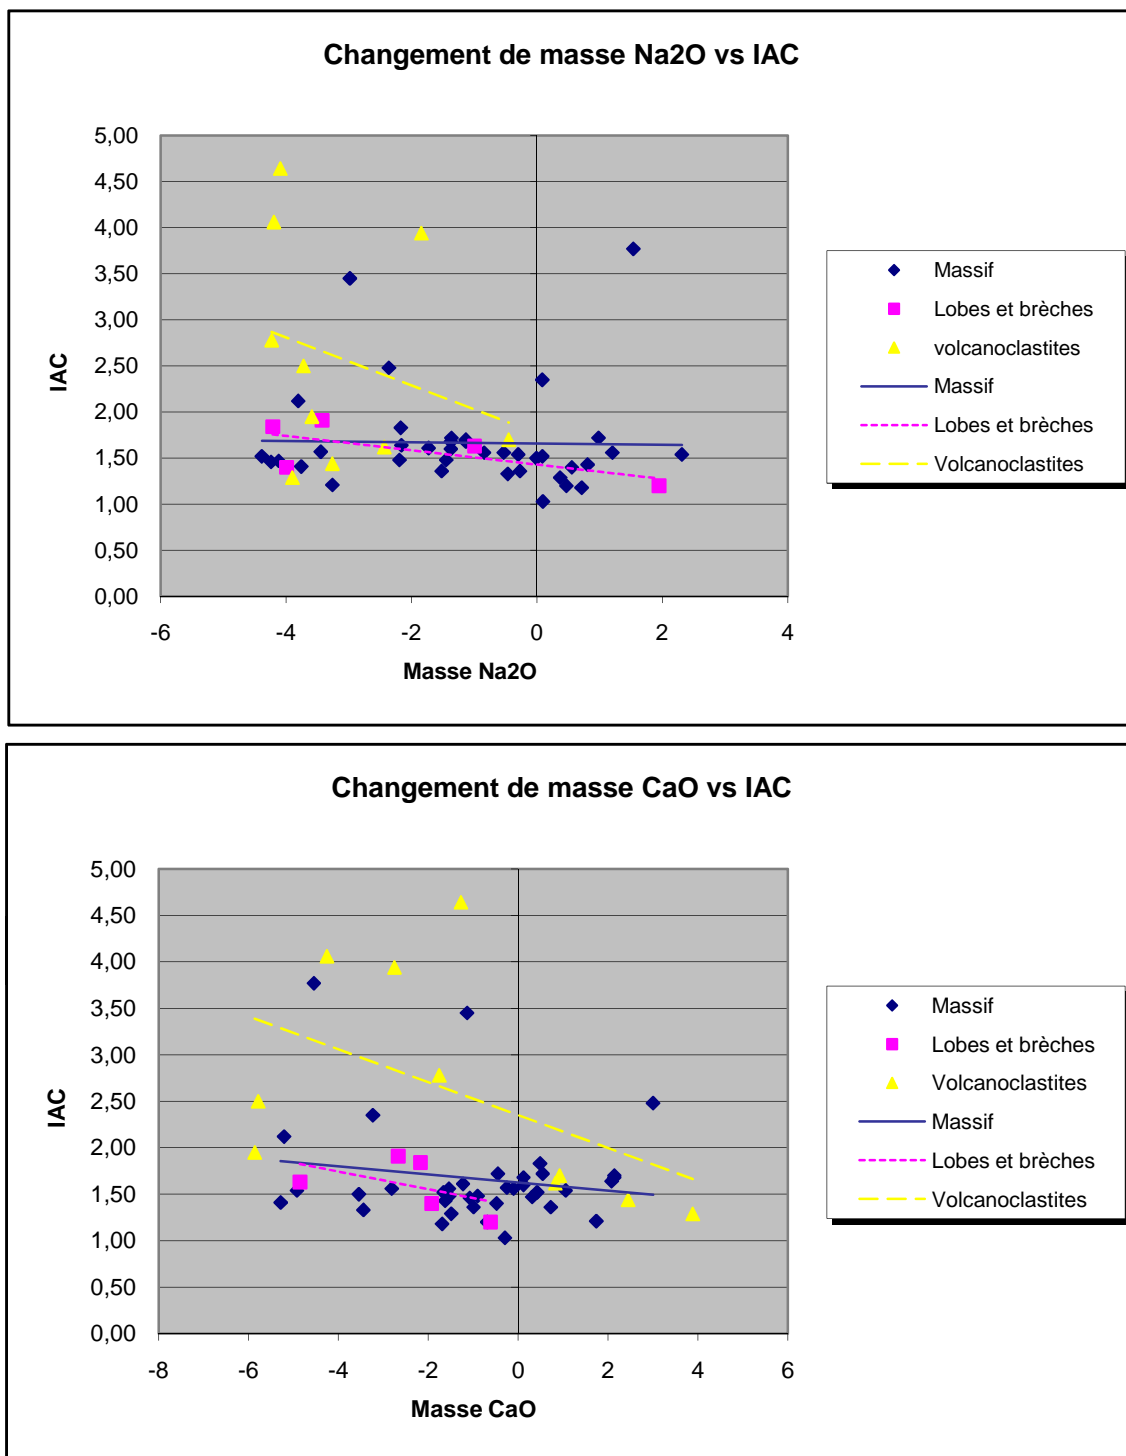 Changement de masse Na2O vs IAC
5,00
4,50
4,00
3,50
3,00
2,50
2,00
1,50
1,00
0,50
0,00
IAC
-6 -4 -2 0 2 4
Masse Na2O
Massif
Lobes et brèches
volcanoclastites
Massif
Lobes et brèches
Volcanoclastites
Changement de masse CaO vs IAC
5,00
4,50
4,00
3,50
3,00
2,50
2,00
1,50
1,00
0,50
0,00
IAC
-8 -6 -4 -2 0 2 4 6
Masse CaO
Massif
Lobes et brèches
Volcanoclastites
Massif
Lobes et brèches
Volcanoclastites